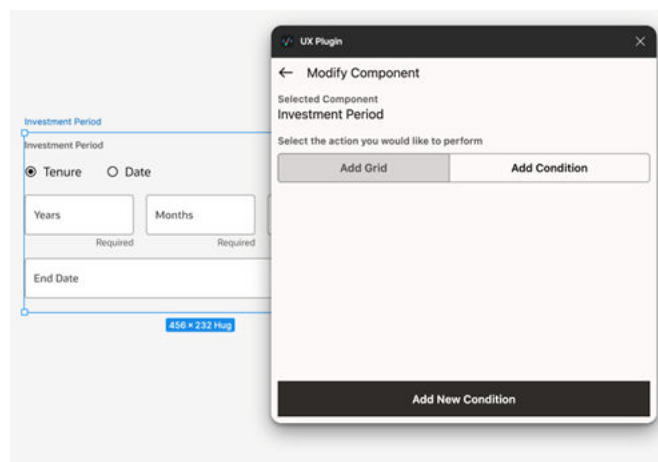 UX Plugin
Modify Component
Selected Component
Investment Period
Select the action you would like to perform
Add Grid
Add Condition
Add New Condition
Investment Period
Investment Period
Tenure
Date
Years
Months
Required
Required
End Date
456 × 232 Hug